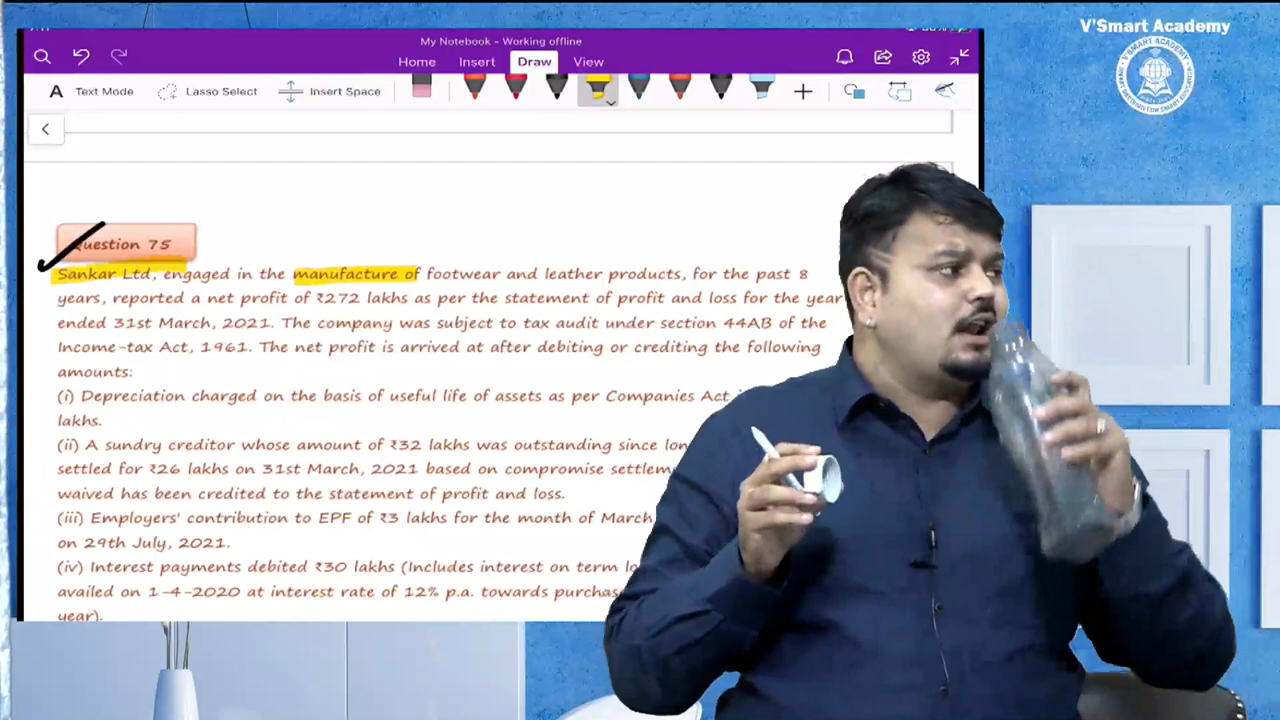 V'Smart Academy
My Notebook - Working offline
Home Insert Draw View
A Text Mode Lasso Select Insert Space
Question 75
Sankar Ltd, engaged in the manufacture of footwear and leather products, for the past 8
years, reported a net profit of ₹272 lakhs as per the statement of profit and loss for the year
ended 31st March, 2021. The company was subject to tax audit under section 44AB of the
Income-tax Act, 1961. The net profit is arrived at after debiting or crediting the following
amounts:
(i) Depreciation charged on the basis of useful life of assets as per Companies Act
lakhs.
(ii) A sundry creditor whose amount of ₹32 lakhs was outstanding since
settled for ₹26 lakhs on 31st March, 2021 based on compromise
waived has been credited to the statement of profit and loss.
(iii) Employers' contribution to EPF of ₹3 lakhs for the month of March,
on 29th July, 2021.
(iv) Interest payments debited ₹30 lakhs (Includes interest on term
availed on 1-4-2020 at interest rate of 12% p.a. towards
year).